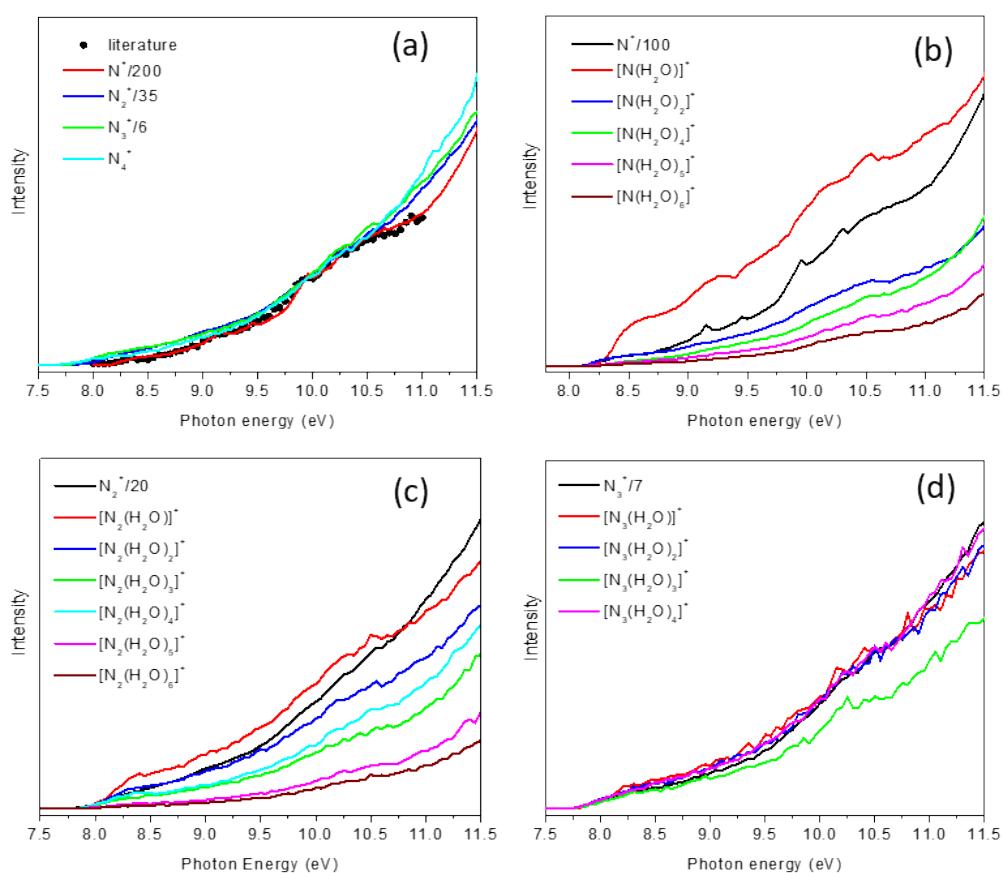 (a)
literature
N⁺/200
N₂⁺/35
N₃⁺/6
N₄⁺
Intensity
7.5 8.0 8.5 9.0 9.5 10.0 10.5 11.0 11.5
Photon energy (eV)
(b)
N⁺/100
[N(H₂O)]⁺
[N(H₂O)₂]⁺
[N(H₂O)₄]⁺
[N(H₂O)₅]⁺
[N(H₂O)₆]⁺
Intensity
8.0 8.5 9.0 9.5 10.0 10.5 11.0 11.5
Photon energy (eV)
(c)
N₂⁺/20
[N₂(H₂O)]⁺
[N₂(H₂O)₂]⁺
[N₂(H₂O)₃]⁺
[N₂(H₂O)₄]⁺
[N₂(H₂O)₅]⁺
[N₂(H₂O)₆]⁺
Intensity
7.5 8.0 8.5 9.0 9.5 10.0 10.5 11.0 11.5
Photon Energy (eV)
(d)
N₃⁺/7
[N₃(H₂O)]⁺
[N₃(H₂O)₂]⁺
[N₃(H₂O)₃]⁺
[N₃(H₂O)₄]⁺
Intensity
7.5 8.0 8.5 9.0 9.5 10.0 10.5 11.0 11.5
Photon energy (eV)